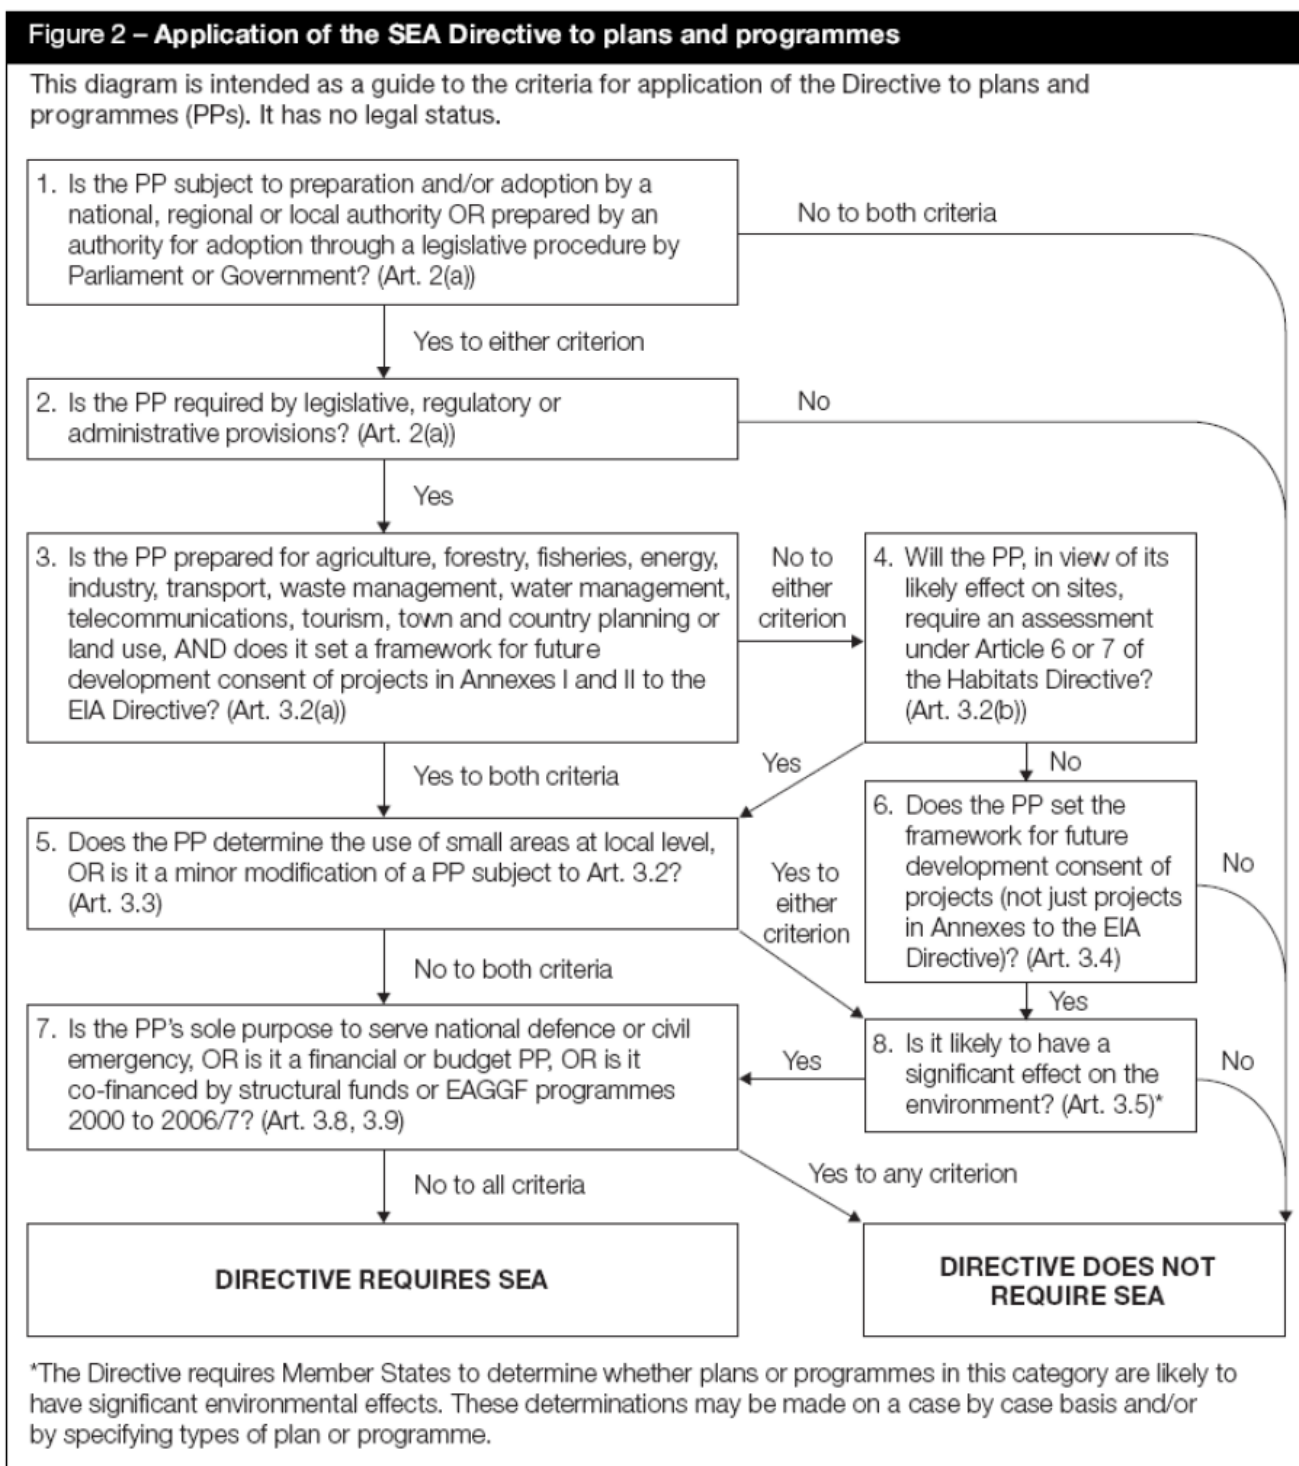 Figure 2 – Application of the SEA Directive to plans and programmes
This diagram is intended as a guide to the criteria for application of the Directive to plans and
programmes (PPs). It has no legal status.
1. Is the PP subject to preparation and/or adoption by a
national, regional or local authority OR prepared by an
authority for adoption through a legislative procedure by
Parliament or Government? (Art. 2(a))
No to both criteria
Yes to either criterion
2. Is the PP required by legislative, regulatory or
administrative provisions? (Art. 2(a))
No
Yes
3. Is the PP prepared for agriculture, forestry, fisheries, energy,
industry, transport, waste management, water management,
telecommunications, tourism, town and country planning or
land use, AND does it set a framework for future
development consent of projects in Annexes I and II to the
EIA Directive? (Art. 3.2(a))
No to
either
criterion
4. Will the PP, in view of its
likely effect on sites,
require an assessment
under Article 6 or 7 of
the Habitats Directive?
(Art. 3.2(b))
Yes to both criteria
Yes
No
5. Does the PP determine the use of small areas at local level,
OR is it a minor modification of a PP subject to Art. 3.2?
(Art. 3.3)
Yes to
either
criterion
6. Does the PP set the
framework for future
development consent of
projects (not just projects
in Annexes to the EIA
Directive)? (Art. 3.4)
No
No to both criteria
Yes
7. Is the PP's sole purpose to serve national defence or civil
emergency, OR is it a financial or budget PP, OR is it
co-financed by structural funds or EAGGF programmes
2000 to 2006/7? (Art. 3.8, 3.9)
Yes
8. Is it likely to have a
significant effect on the
environment? (Art. 3.5)*
No
No to all criteria
Yes to any criterion
DIRECTIVE REQUIRES SEA
DIRECTIVE DOES NOT
REQUIRE SEA
*The Directive requires Member States to determine whether plans or programmes in this category are likely to
have significant environmental effects. These determinations may be made on a case by case basis and/or
by specifying types of plan or programme.